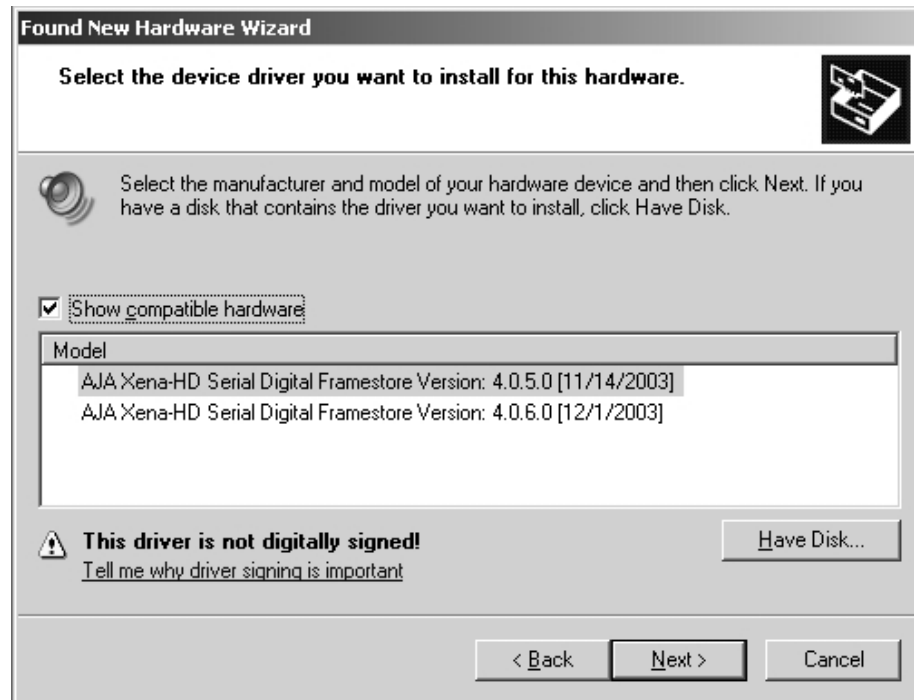 Found New Hardware Wizard
Select the device driver you want to install for this hardware.
Select the manufacturer and model of your hardware device and then click Next. If you
have a disk that contains the driver you want to install, click Have Disk.
Show compatible hardware
Model
AJA Xena-HD Serial Digital Framestore Version: 4.0.5.0 [11/14/2003]
AJA Xena-HD Serial Digital Framestore Version: 4.0.6.0 [12/1/2003]
This driver is not digitally signed!
Have Disk...
Tell me why driver signing is important
< Back
Next >
Cancel